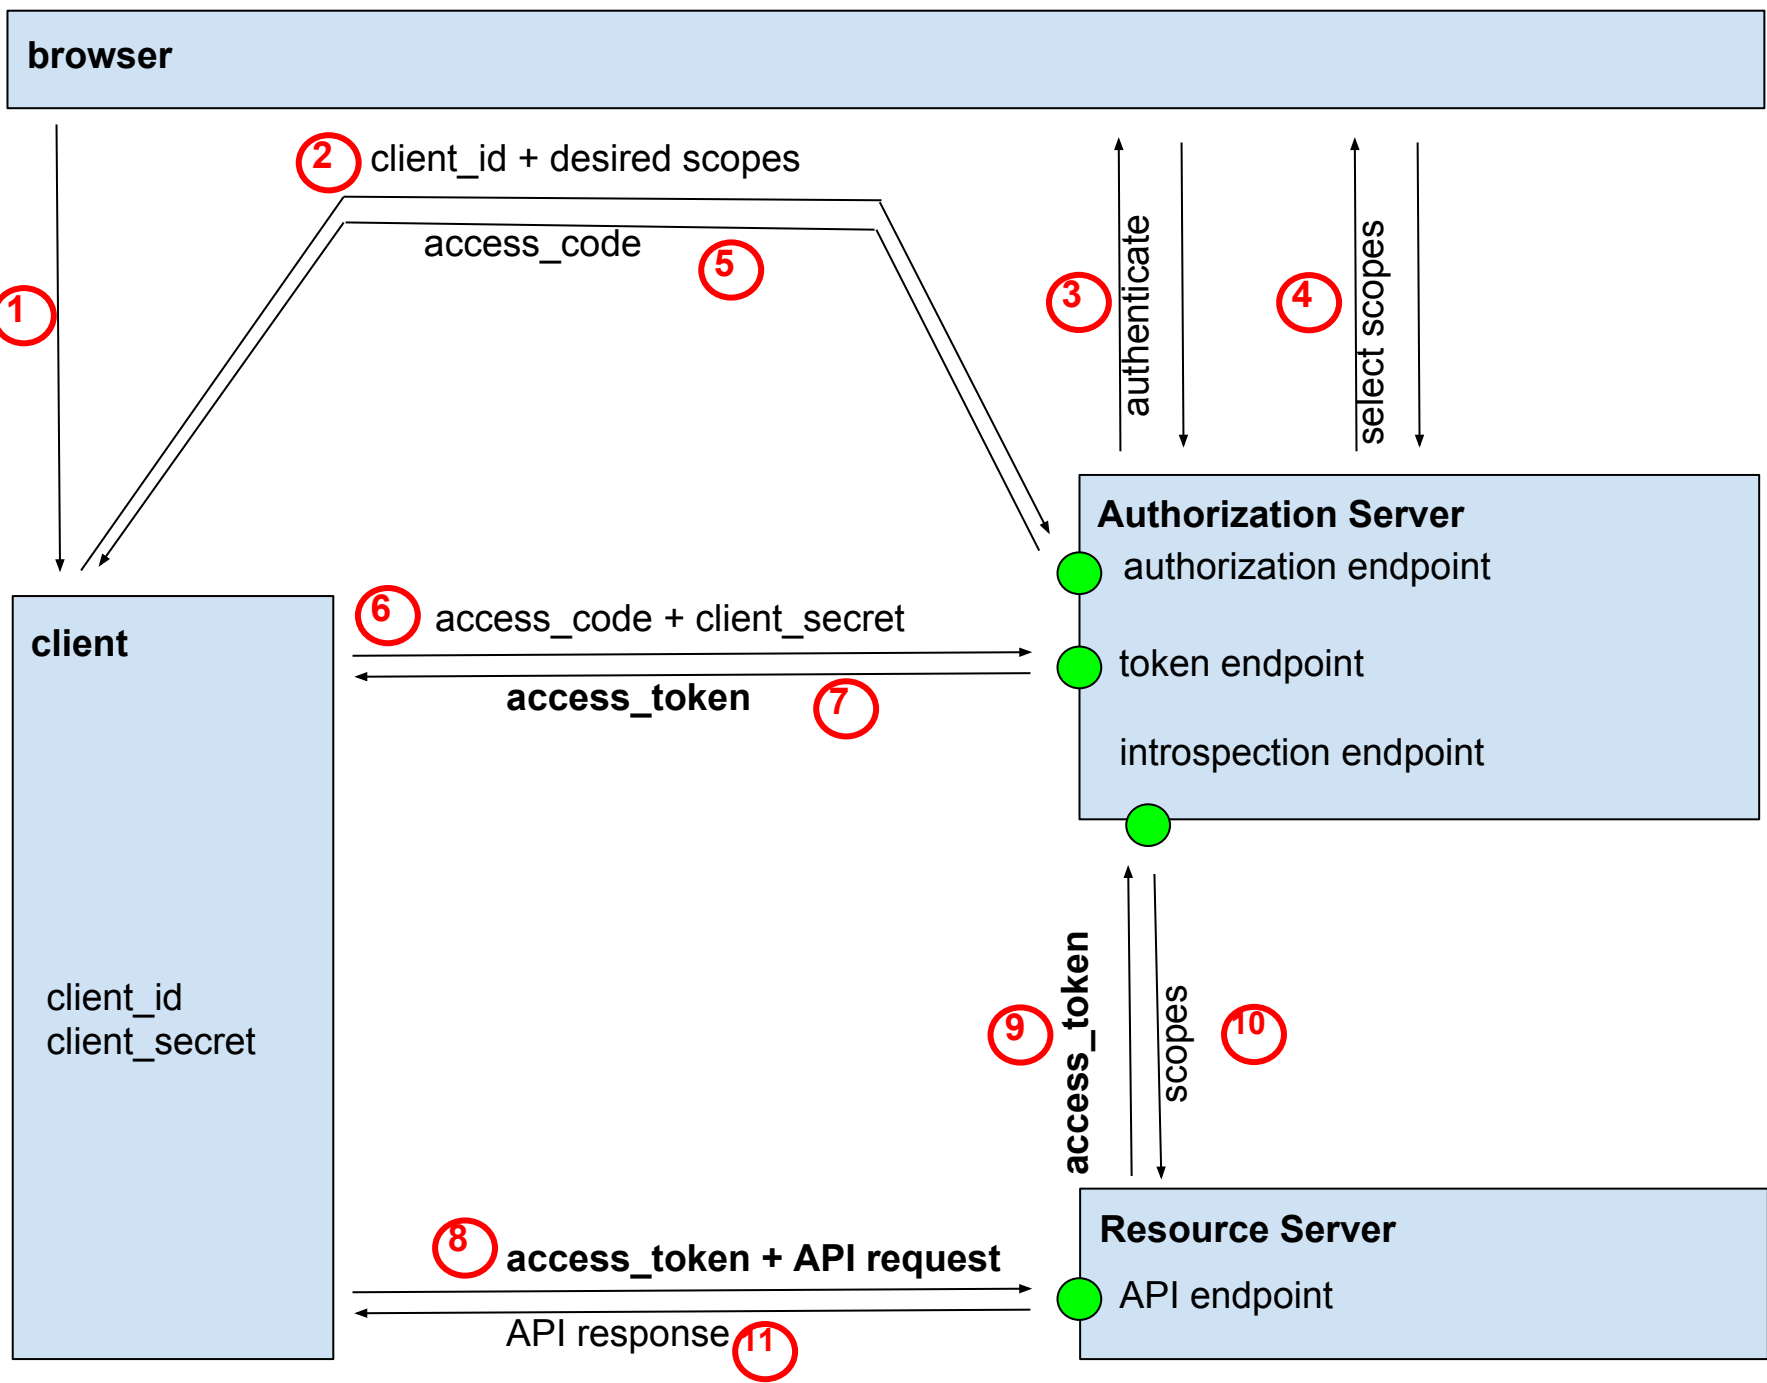 browser
2
client_id + desired scopes
access_code
5
1
3
authenticate
4
select scopes
Authorization Server
authorization endpoint
6
access_code + client_secret
client
token endpoint
access_token
7
introspection endpoint
client_id
client_secret
9
access_token
scopes
10
8
access_token + API request
Resource Server
API endpoint
API response
11